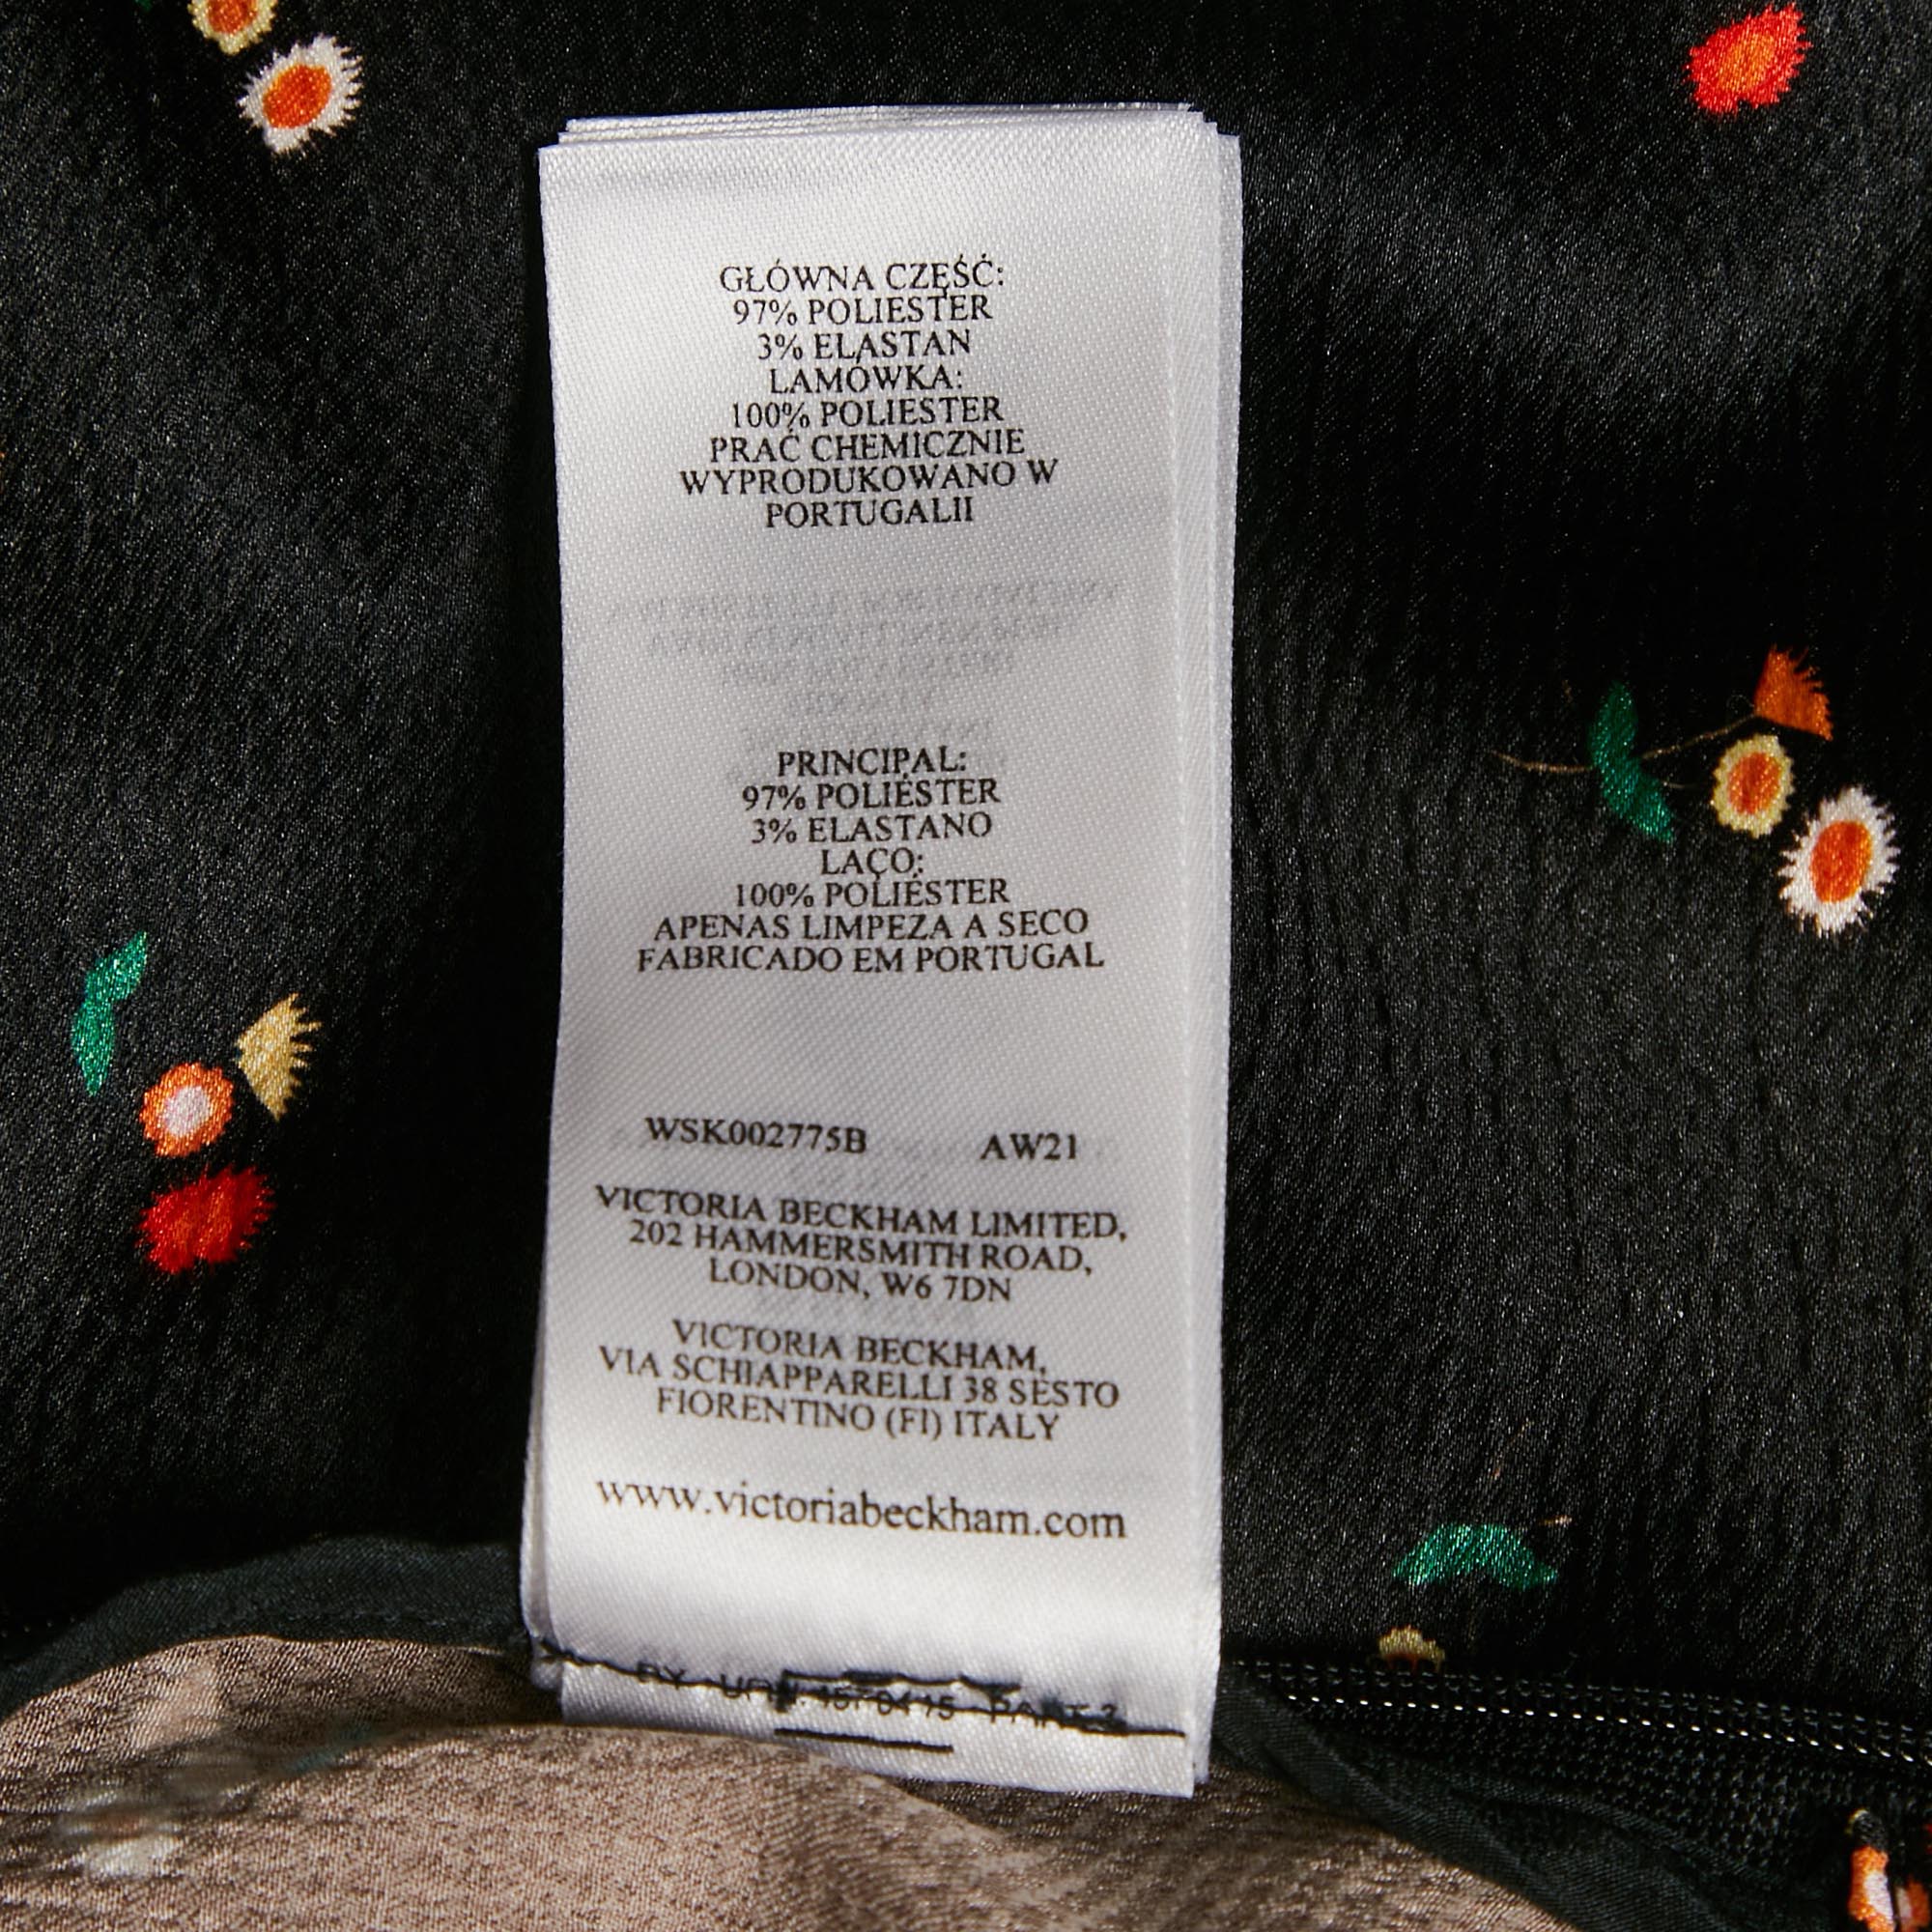 GŁÓWNA CZĘŚĆ:
97% POLIESTER
3% ELASTAN
LAMÓWKA:
100% POLIESTER
PRAĆ CHEMICZNIE
WYPRODUKOWANO W
PORTUGALII
PRINCIPAL:
97% POLIÉSTER
3% ELASTANO
LAÇO:
100% POLIÉSTER
APENAS LIMPEZA A SECO
FABRICADO EM PORTUGAL
WSK002775B AW21
VICTORIA BECKHAM LIMITED,
202 HAMMERSMITH ROAD,
LONDON, W6 7DN
VICTORIA BECKHAM,
VIA SCHIAPPARELLI 38 SESTO
FIORENTINO (FI) ITALY
www.victoriabeckham.com